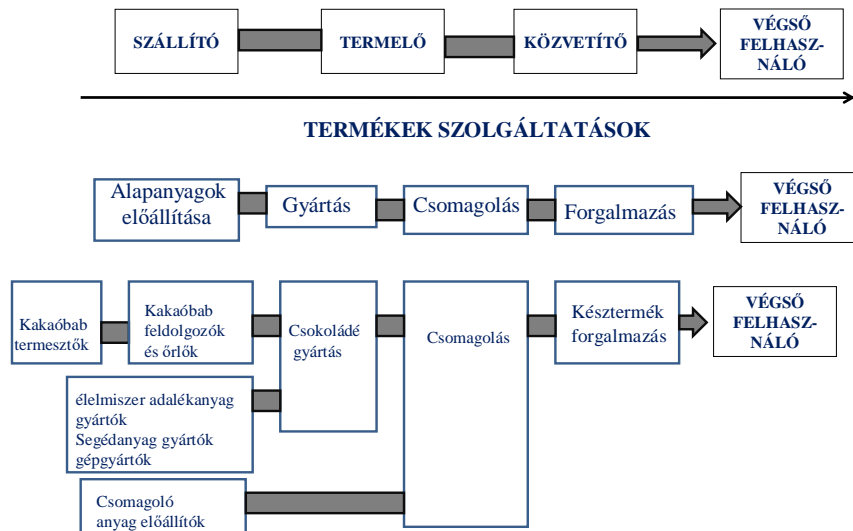 SZÁLLÍTÓ
TERMELŐ
KÖZVETÍTŐ
VÉGSŐ
FELHASZ-
NÁLÓ
TERMÉKEK SZOLGÁLTATÁSOK
Alapanyagok
előállítása
Gyártás
Csomagolás
Forgalmazás
VÉGSŐ
FELHASZ-
NÁLÓ
Kakaóbab
termesztők
Kakaóbab
feldolgozók
és őrlők
Csokoládé
gyártás
Csomagolás
Késztermék
forgalmazás
VÉGSŐ
FELHASZ-
NÁLÓ
élelmiszer adalékanyag
gyártók
Segédanyag gyártók
gépgyártók
Csomagoló
anyag előállítók